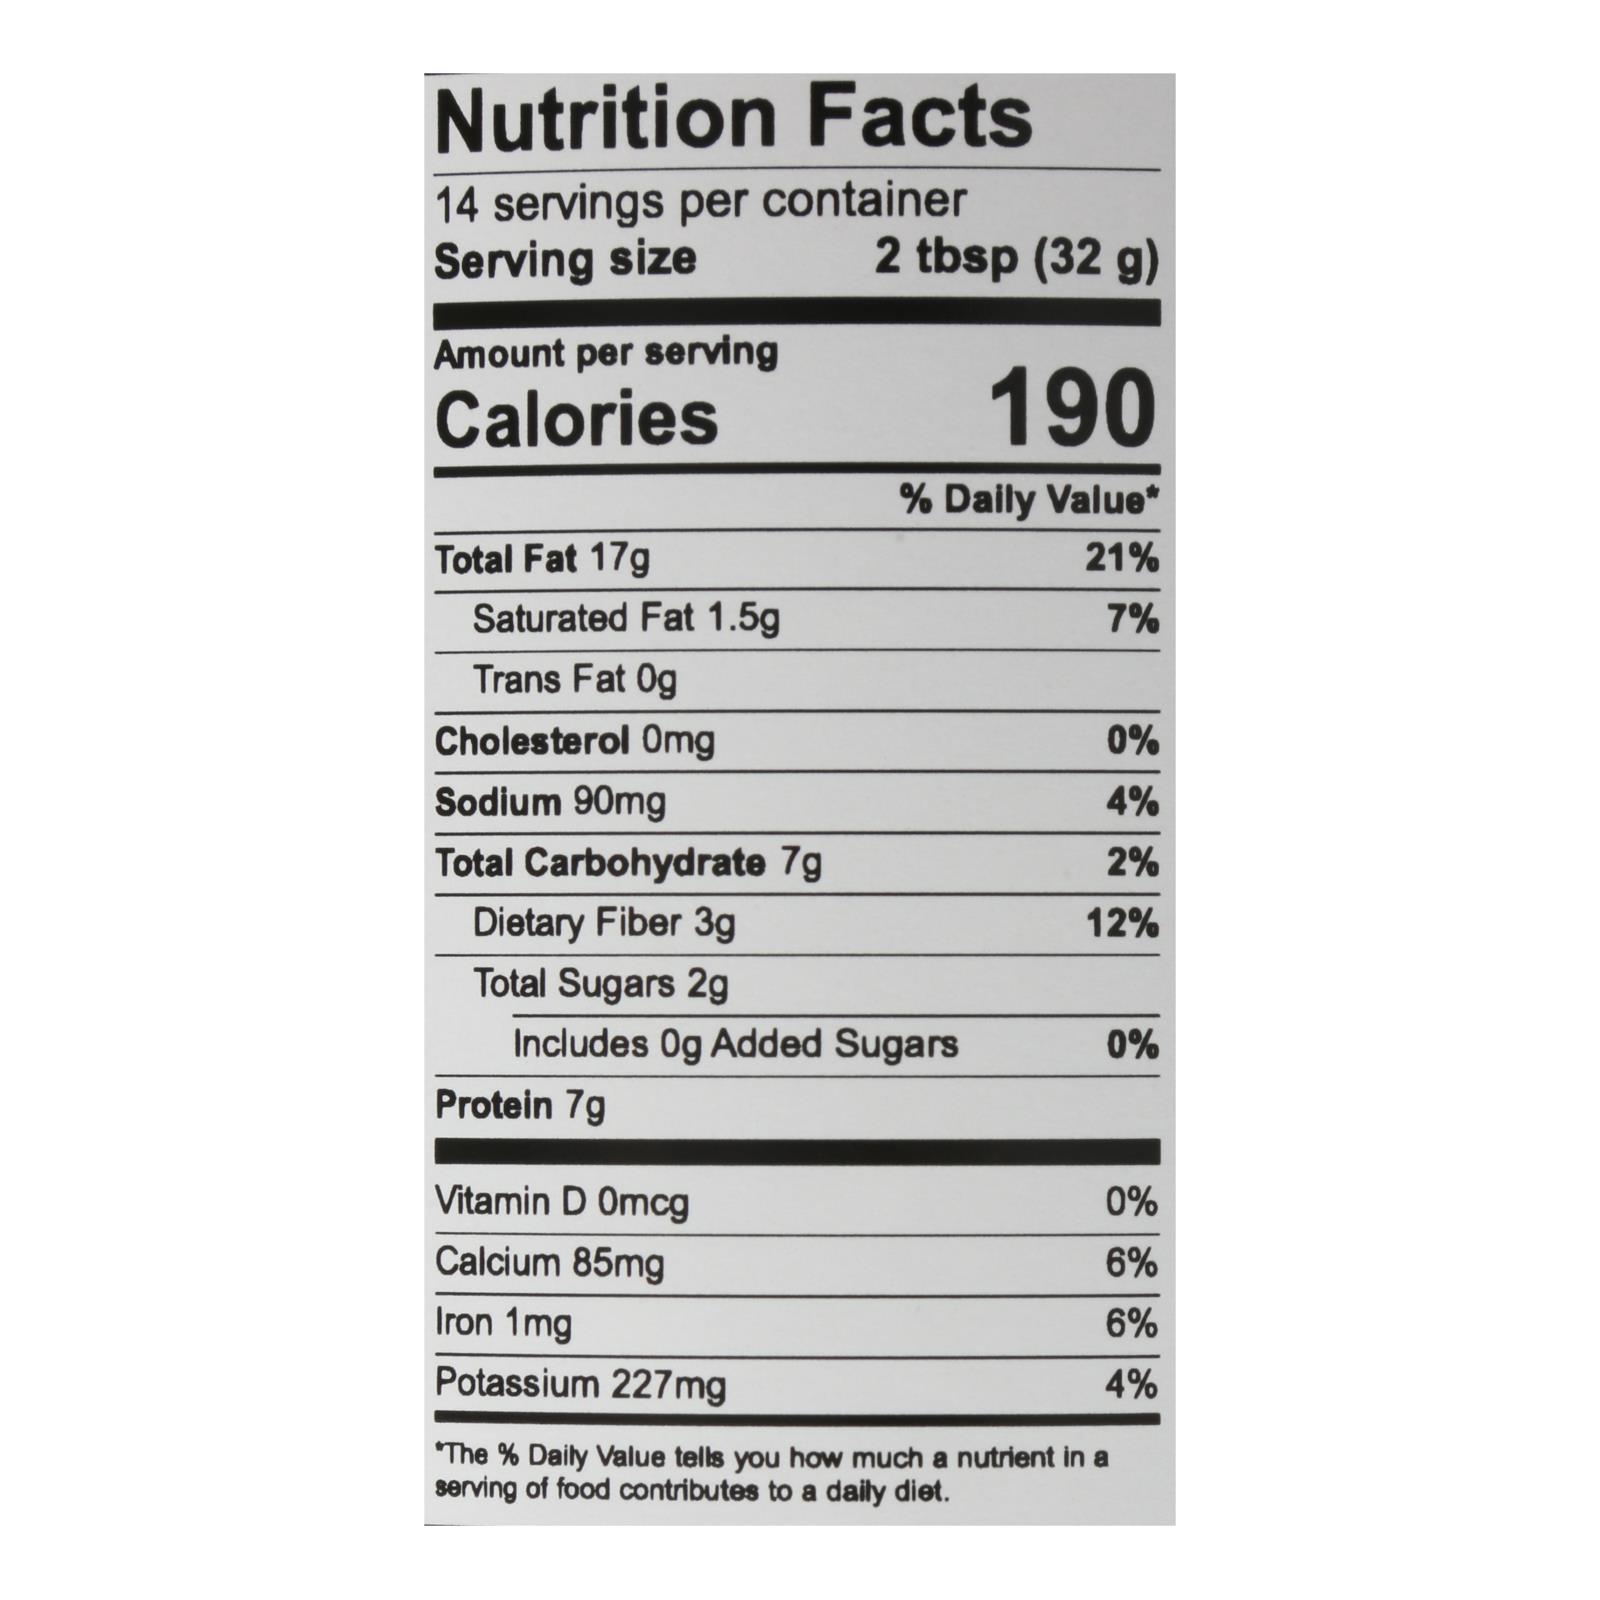 Nutrition Facts
14 servings per container
Serving size 2 tbsp (32 g)
Amount per serving
Calories 190
% Daily Value*
Total Fat 17g 21%
Saturated Fat 1.5g 7%
Trans Fat 0g
Cholesterol 0mg 0%
Sodium 90mg 4%
Total Carbohydrate 7g 2%
Dietary Fiber 3g 12%
Total Sugars 2g
Includes 0g Added Sugars 0%
Protein 7g
Vitamin D 0mcg 0%
Calcium 85mg 6%
Iron 1mg 6%
Potassium 227mg 4%
*The % Daily Value tells you how much a nutrient in a
serving of food contributes to a daily diet.